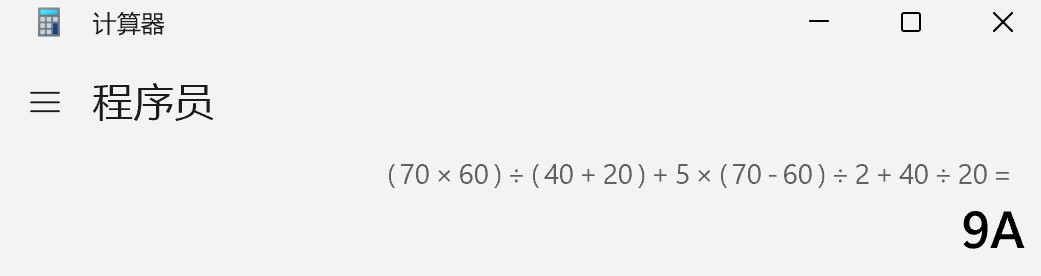 计算器
程序员
(70 × 60) ÷ (40 + 20) + 5 × (70 - 60) ÷ 2 + 40 ÷ 20 =
9A